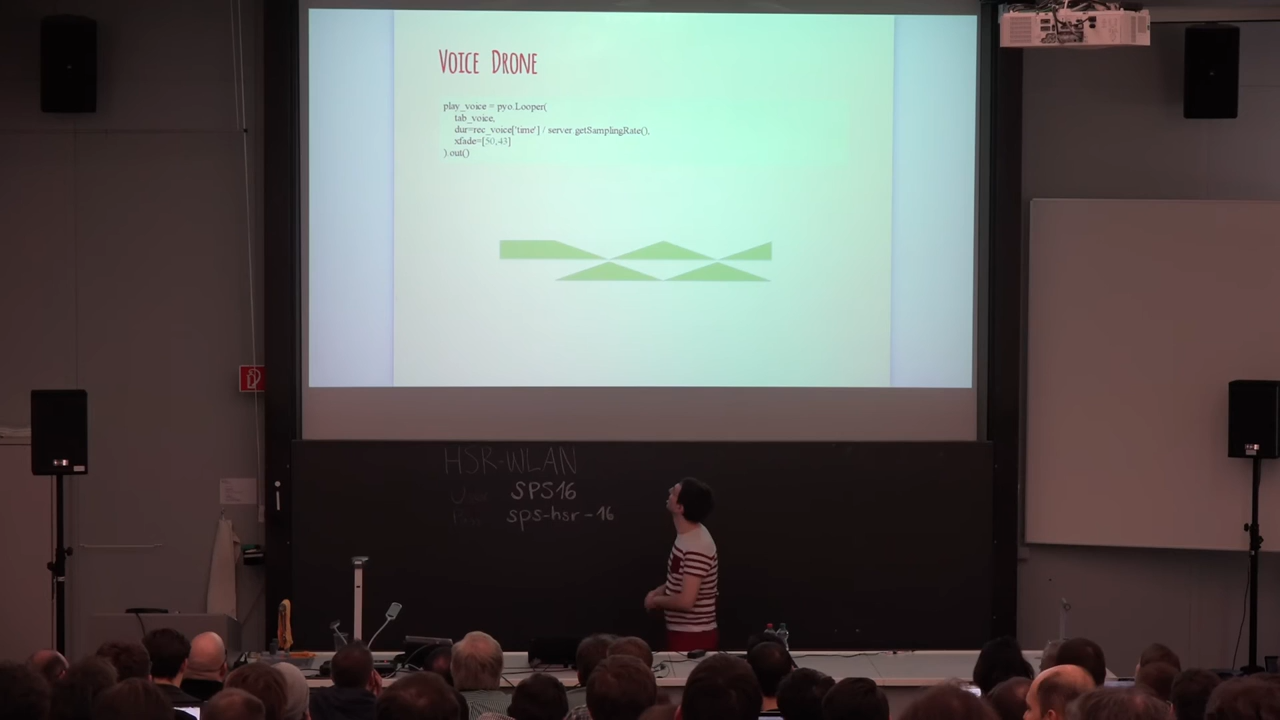 VOICE DRONE
play_voice = pyo.Looper(
tab_voice,
dur=rec_voice['time'] / server.getSamplingRate(),
xfade=[50,43]
).out()
HSR-WLAN
SPS16
sps-hsr-16